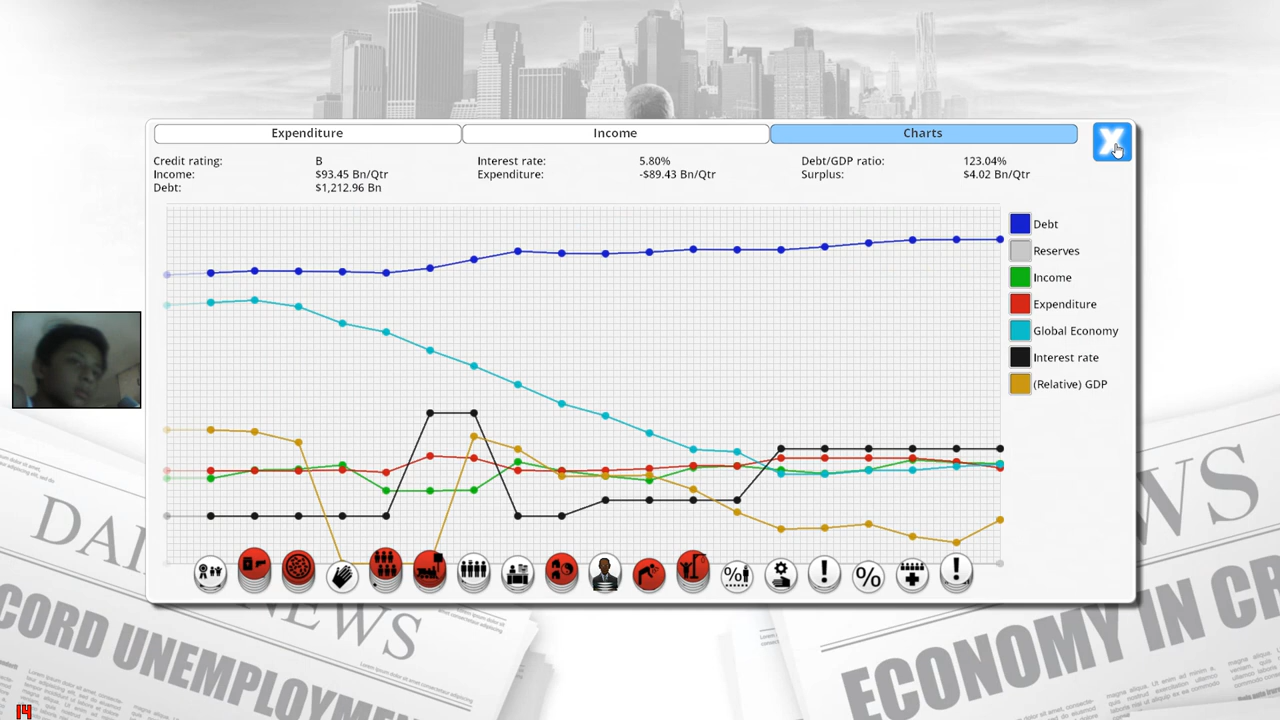 Expenditure
Income
Charts
Credit rating: B
Interest rate: 5.80%
Debt/GDP ratio: 123.04%
Income: $93.45 Bn/Qtr
Expenditure: -$89.43 Bn/Qtr
Surplus: $4.02 Bn/Qtr
Debt: $1,212.96 Bn
Debt
Reserves
Income
Expenditure
Global Economy
Interest rate
(Relative) GDP
%
!
%
!
DAI
NEWS
WS
CORD UNEMPLOYME
ECONOMY IN CR
14